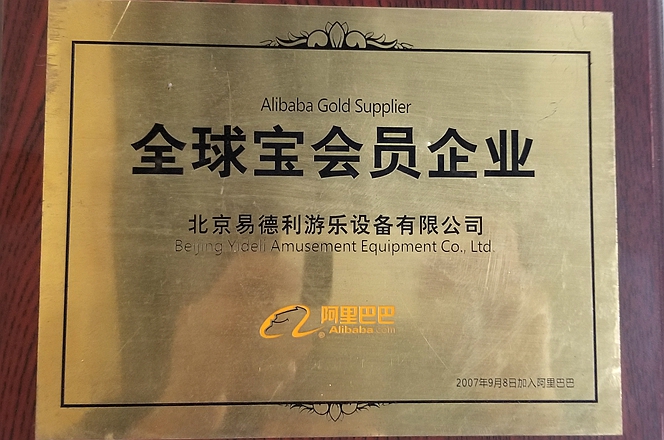 Alibaba Gold Supplier
全球宝会员企业
北京易德利游乐设备有限公司
Beijing Yideli Amusement Equipment Co., Ltd.
阿里巴巴
®Alibaba.com
2007年9月8日加入阿里巴巴